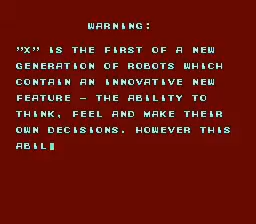 WARNING:
"X" IS THE FIRST OF A NEW
GENERATION OF ROBOTS WHICH
CONTAIN AN INNOVATIVE NEW
FEATURE - THE ABILITY TO
THINK, FEEL AND MAKE THEIR
OWN DECISIONS. HOWEVER THIS
ABIL